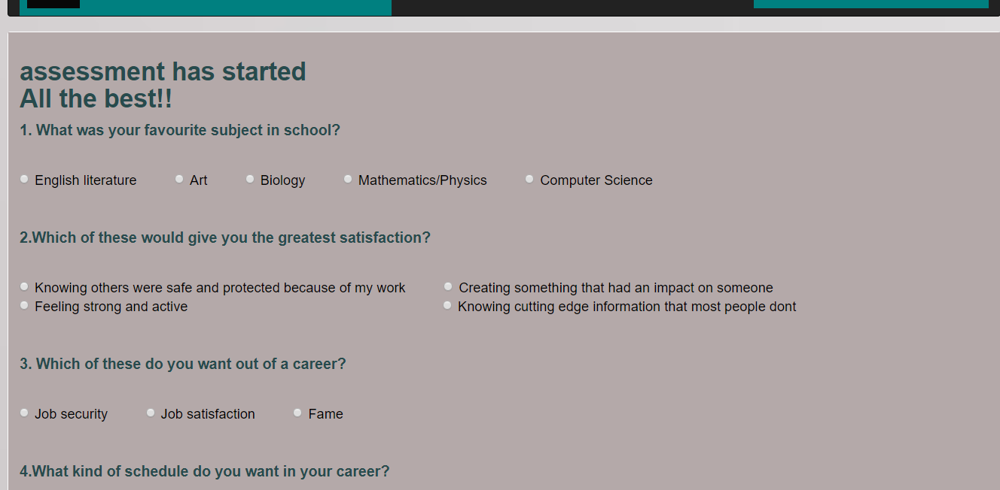 assessment has started
All the best!!
1. What was your favourite subject in school?
English literature Art Biology Mathematics/Physics Computer Science
2.Which of these would give you the greatest satisfaction?
Knowing others were safe and protected because of my work Creating something that had an impact on someone
Feeling strong and active Knowing cutting edge information that most people dont
3. Which of these do you want out of a career?
Job security Job satisfaction Fame
4.What kind of schedule do you want in your career?